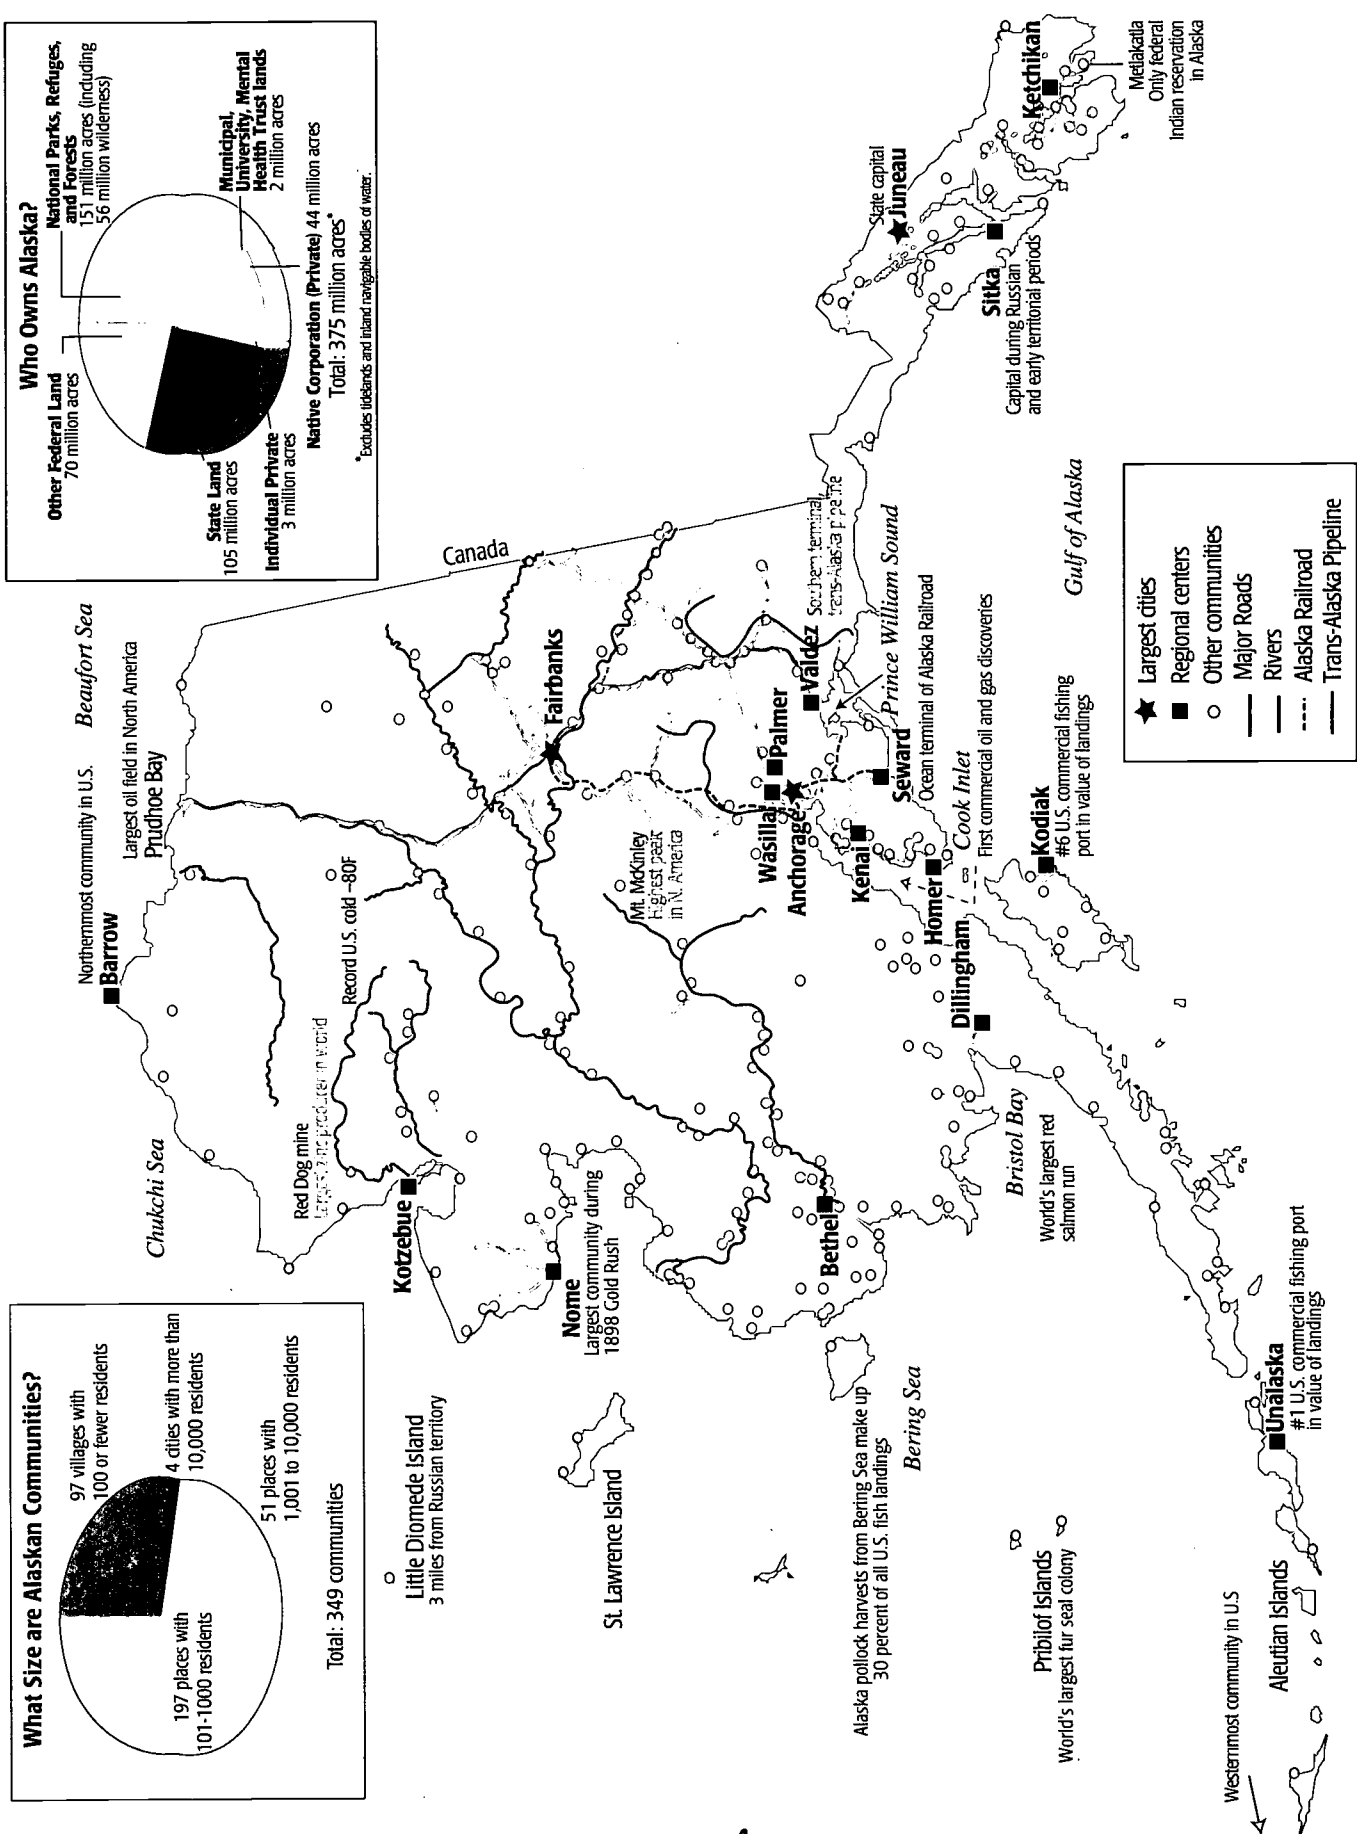 What Size are Alaskan Communities?
97 villages with
100 or fewer residents
4 cities with more than
10,000 residents
197 places with
101-1000 residents
51 places with
1,001 to 10,000 residents
Total: 349 communities
Who Owns Alaska?
Other Federal Land
70 million acres
National Parks, Refuges,
and Forests
151 million acres (including
56 million wilderness)
State Land
105 million acres
Municipal,
University, Mental
Health Trust lands
2 million acres
Individual Private
3 million acres
Native Corporation (Private) 44 million acres
Total: 375 million acres*
*Excludes tidelands and inland navigable bodies of water.
Northernmost community in U.S.
Barrow
Beaufort Sea
Largest oil field in North America
Prudhoe Bay
Chukchi Sea
Canada
Record U.S. cold –80F
Red Dog mine
Largest zinc producer in world
Kotzebue
Little Diomede Island
3 miles from Russian territory
Nome
Largest community during
1898 Gold Rush
Fairbanks
St. Lawrence Island
Mt. McKinley
Highest peak
in N. America
Wasilla
Palmer
Anchorage
Valdez
Southern terminal,
trans-Alaska pipeline
Prince William Sound
Kenai
Seward
Ocean terminal of Alaska Railroad
Homer
Cook Inlet
First commercial oil and gas discoveries
Bethel
Alaska pollock harvests from Bering Sea make up
30 percent of all U.S. fish landings
Bering Sea
Dillingham
Bristol Bay
World's largest red
salmon run
Kodiak
#6 U.S. commercial fishing
port in value of landings
Gulf of Alaska
State capital
Juneau
Sitka
Capital during Russian
and early territorial periods
Ketchikan
Metlakatla
Only federal
Indian reservation
in Alaska
Pribilof Islands
World's largest fur seal colony
Unalaska
#1 U.S. commercial fishing port
in value of landings
Aleutian Islands
Westernmost community in U.S
Largest cities
Regional centers
Other communities
Major Roads
Rivers
Alaska Railroad
Trans-Alaska Pipeline